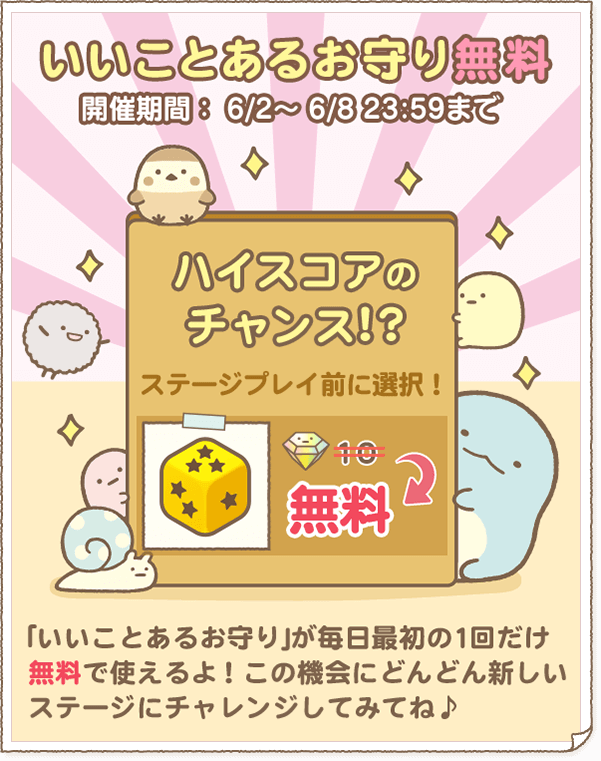 いいことあるお守り無料
開催期間： 6/2～ 6/8 23:59まで
ハイスコアの
チャンス!?
ステージプレイ前に選択！
10
無料
「いいことあるお守り」が毎日最初の1回だけ
無料で使えるよ！この機会にどんどん新しい
ステージにチャレンジしてみてね♪